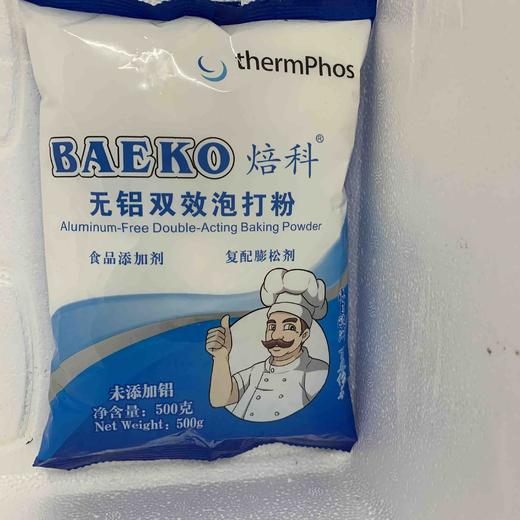 thermPhos
BAEKO 焙科®
无铝双效泡打粉
Aluminum-Free Double-Acting Baking Powder
食品添加剂 复配膨松剂
未添加铝
净含量：500克
Net Weight：500g